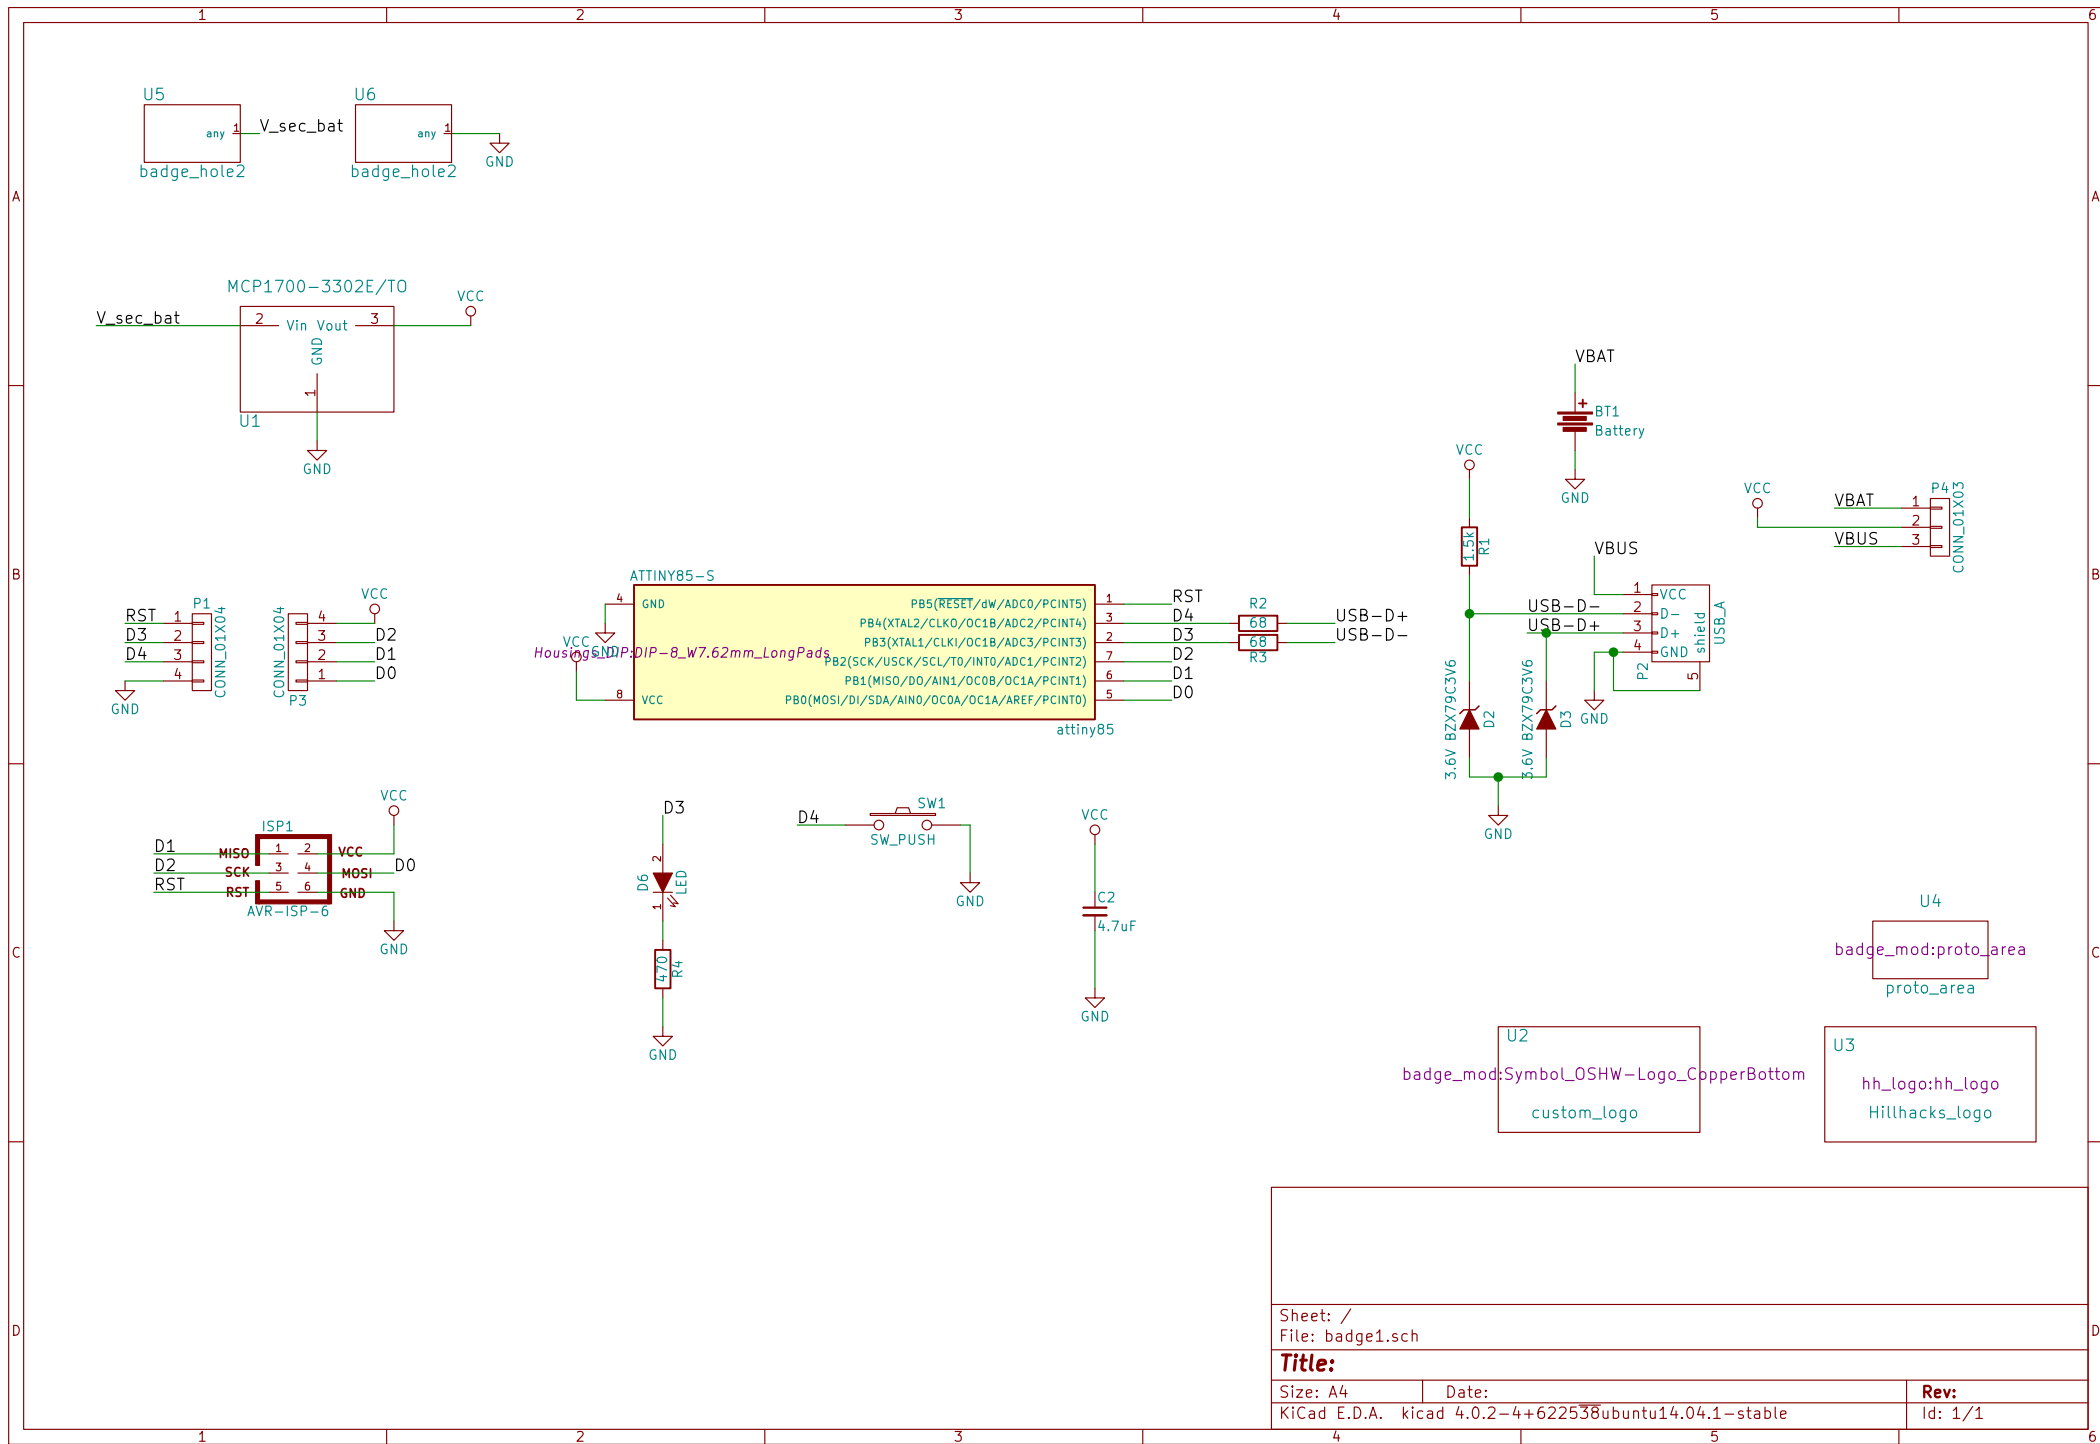 1 2 3 4 5 6
A A
B B
C C
D D
U5
any 1
V_sec_bat
badge_hole2
U6
any 1
GND
badge_hole2
MCP1700-3302E/TO
V_sec_bat
2 Vin Vout 3
VCC
GND
1
U1
GND
P1
RST 1
D3 2
D4 3
4
GND
CONN_01X04
CONN_01X04
VCC
4
3 D2
2 D1
1 D0
P3
ATTINY85-S
4 GND
GND
VCC
Housings_DIP:DIP-8_W7.62mm_LongPads
8 VCC
PB5(RESET/dW/ADC0/PCINT5) 1 RST
PB4(XTAL2/CLKO/OC1B/ADC2/PCINT4) 3 D4
PB3(XTAL1/CLKI/OC1B/ADC3/PCINT3) 2 D3
PB2(SCK/USCK/SCL/T0/INT0/ADC1/PCINT2) 7 D2
PB1(MISO/DO/AIN1/OC0B/OC1A/PCINT1) 6 D1
PB0(MOSI/DI/SDA/AIN0/OC0A/OC1A/AREF/PCINT0) 5 D0
attiny85
R2
68 USB-D+
68 USB-D-
R3
VBAT
BT1
Battery
GND
VCC
1.5k
R1
VBUS
USB-D-
USB-D+
1 VCC
2 D-
3 D+
4 GND
shield
5
USB_A
P2
GND
3.6V BZX79C3V6
D2
3.6V BZX79C3V6
D3
GND
VCC
P4
VBAT 1
2
VBUS 3
CONN_01X03
VCC
ISP1
D1 MISO 1 2 VCC
D2 SCK 3 4 MOSI D0
RST RST 5 6 GND
AVR-ISP-6
GND
D3
2
D6
LED
1
470
R4
GND
D4
SW1
SW_PUSH
GND
VCC
C2
4.7uF
GND
U4
badge_mod:proto_area
proto_area
U2
badge_mod:Symbol_OSHW-Logo_CopperBottom
custom_logo
U3
hh_logo:hh_logo
Hillhacks_logo
Sheet: /
File: badge1.sch
Title:
Size: A4 Date: Rev:
KiCad E.D.A. kicad 4.0.2-4+622538ubuntu14.04.1-stable Id: 1/1
1 2 3 4 5 6